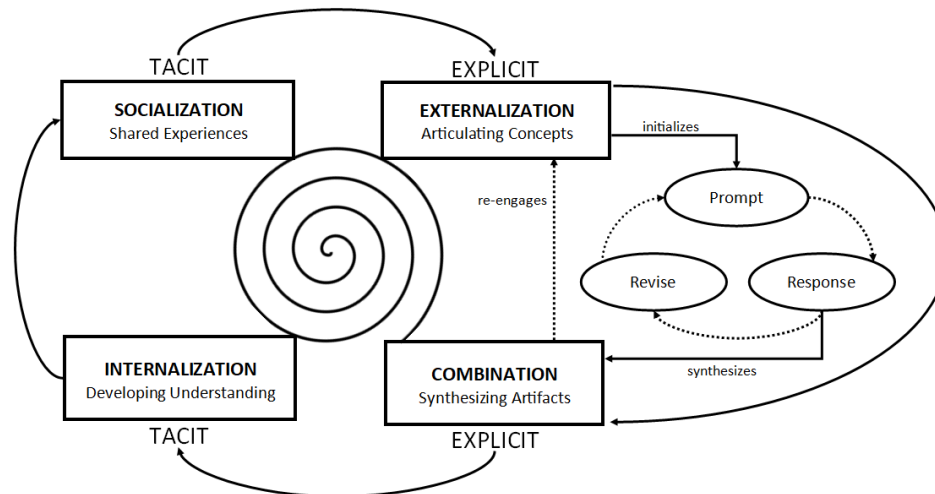 TACIT
EXPLICIT
SOCIALIZATION
Shared Experiences
EXTERNALIZATION
Articulating Concepts
initializes
re-engages
Prompt
Revise
Response
INTERNALIZATION
Developing Understanding
COMBINATION
Synthesizing Artifacts
synthesizes
TACIT
EXPLICIT